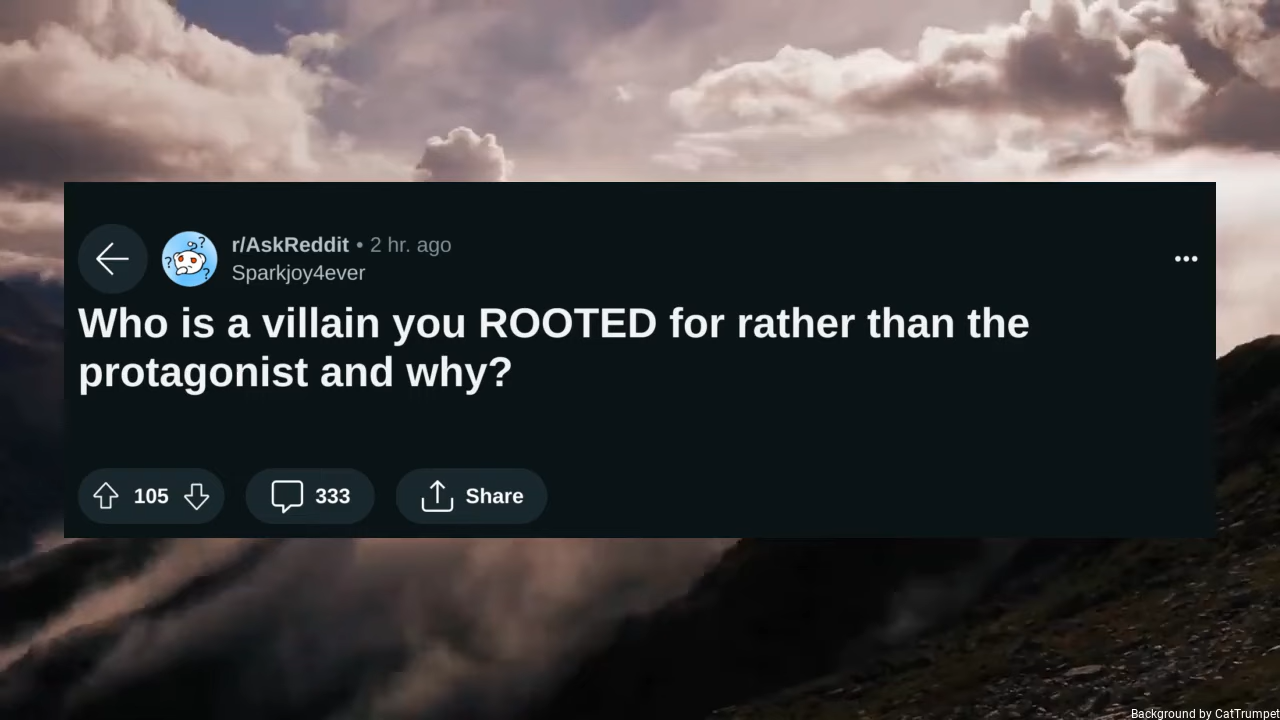 r/AskReddit • 2 hr. ago
Sparkjoy4ever
Who is a villain you ROOTED for rather than the
protagonist and why?
105
333
Share
Background by CatTrumpet